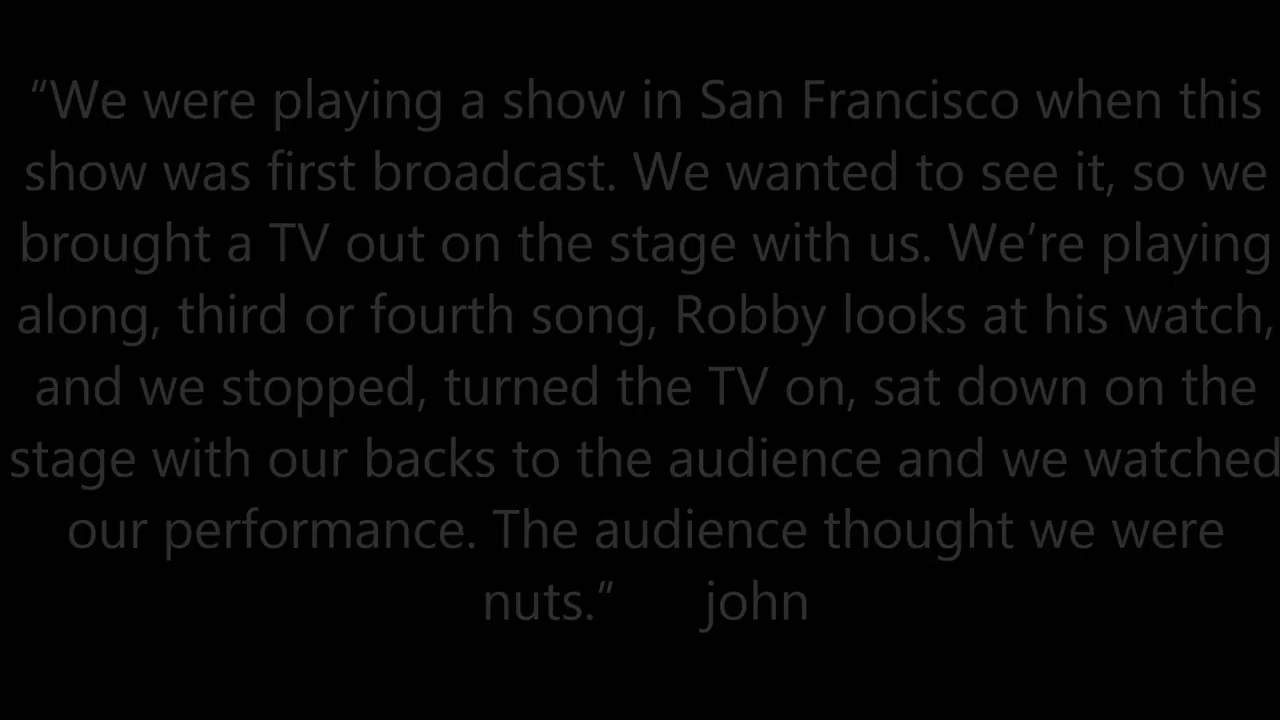 “We were playing a show in San Francisco when this
show was first broadcast. We wanted to see it, so we
brought a TV out on the stage with us. We’re playing
along, third or fourth song, Robby looks at his watch,
and we stopped, turned the TV on, sat down on the
stage with our backs to the audience and we watched
our performance. The audience thought we were
nuts.” john